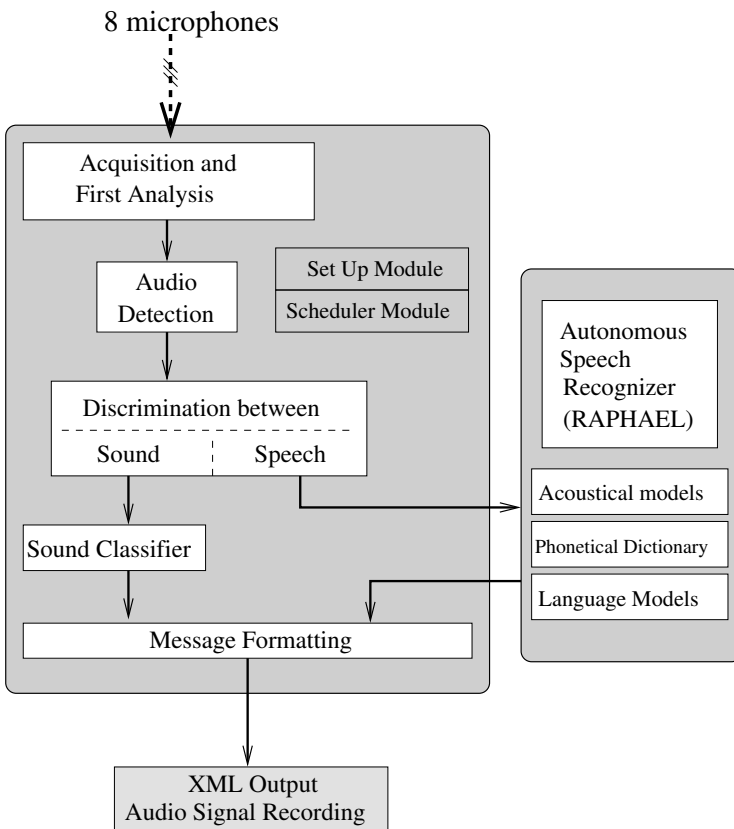 8 microphones
Acquisition and
First Analysis
Audio
Detection
Set Up Module
Scheduler Module
Discrimination between
Sound
Speech
Sound Classifier
Message Formatting
Autonomous
Speech
Recognizer
(RAPHAEL)
Acoustical models
Phonetical Dictionary
Language Models
XML Output
Audio Signal Recording